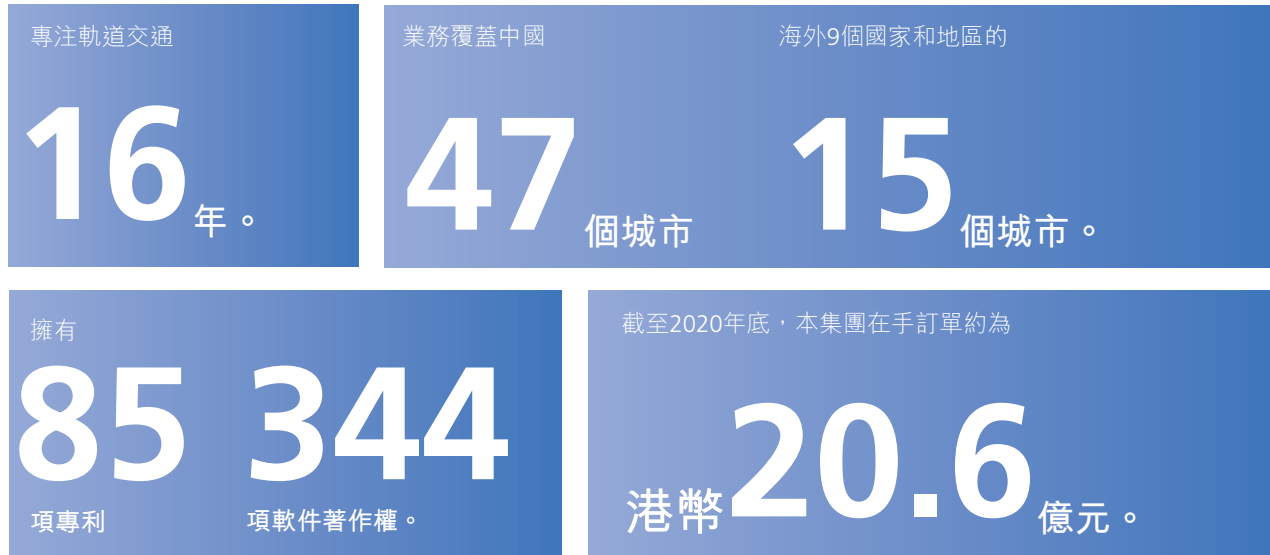 專注軌道交通
16年。
業務覆蓋中國
47個城市
海外9個國家和地區的
15個城市。
擁有
85
項專利
344
項軟件著作權。
截至2020年底，本集團在手訂單約為
港幣20.6億元。